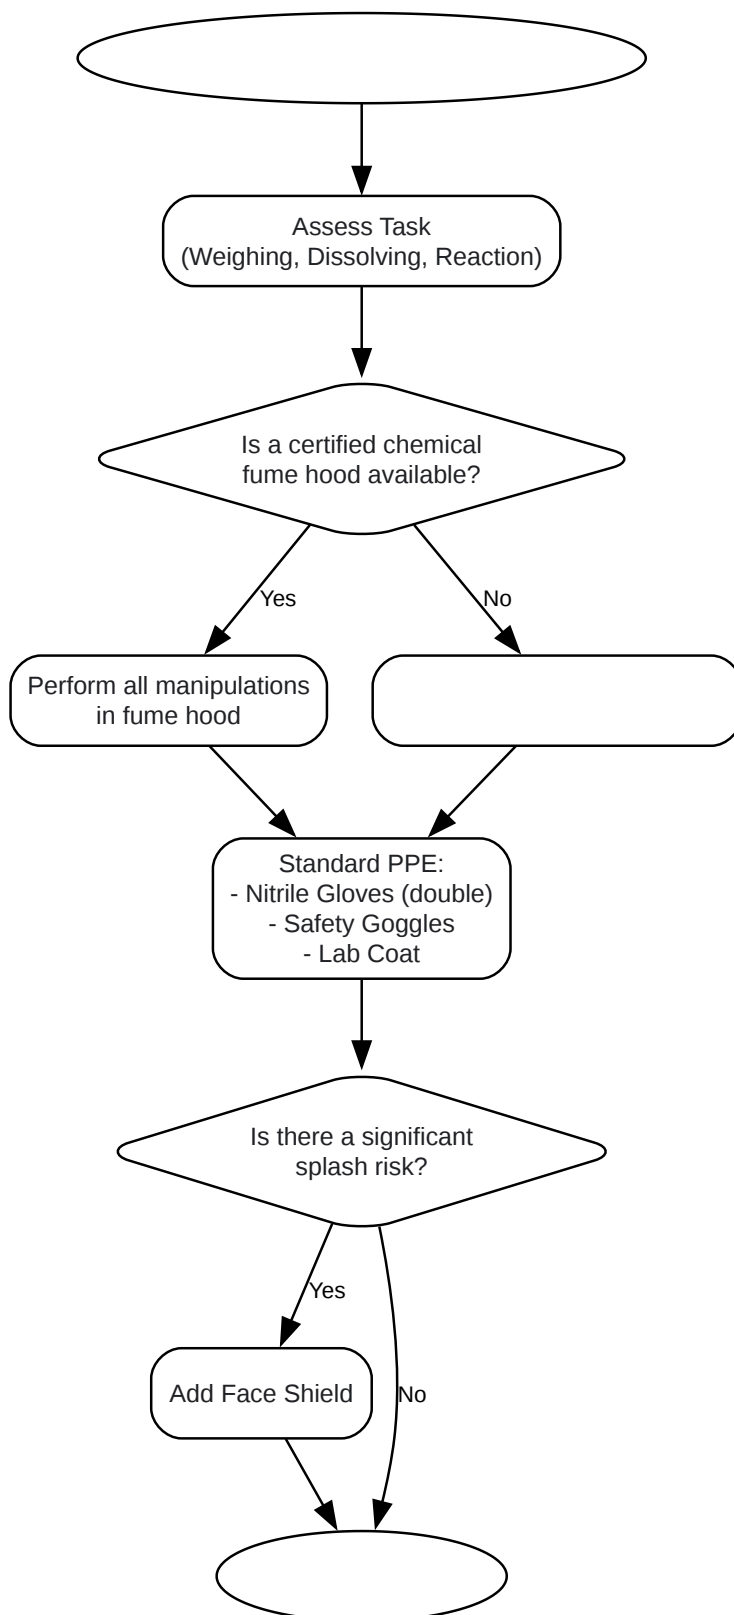 Assess Task
(Weighing, Dissolving, Reaction)
Is a certified chemical
fume hood available?
Yes
No
Perform all manipulations
in fume hood
Standard PPE:
- Nitrile Gloves (double)
- Safety Goggles
- Lab Coat
Is there a significant
splash risk?
Yes
Add Face Shield
No